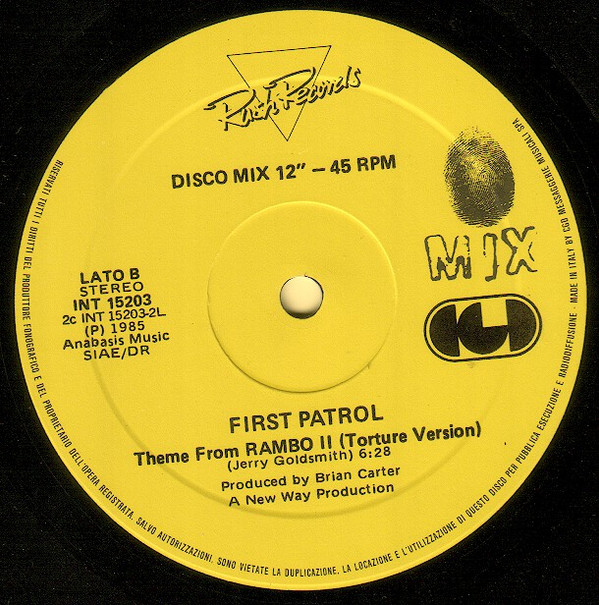 Rush Records
DISCO MIX 12" – 45 RPM
MIX
CGD
LATO B
STEREO
INT 15203
2c INT 15203-2L
(P) 1985
Anabasis Music
SIAE/DR
FIRST PATROL
Theme From RAMBO II (Torture Version)
(Jerry Goldsmith) 6:28
Produced by Brian Carter
A New Way Production
RISERVATI TUTTI I DIRITTI DEL PRODUTTORE FONOGRAFICO E DEL PROPRIETARIO DELL'OPERA REGISTRATA. SALVO AUTORIZZAZIONI, SONO VIETATE LA DUPLICAZIONE, LA LOCAZIONE E L'UTILIZZAZIONE DI QUESTO DISCO PER PUBBLICA ESECUZIONE E RADIODIFFUSIONE - MADE IN ITALY BY CGD MESSAGGERIE MUSICALI SPA